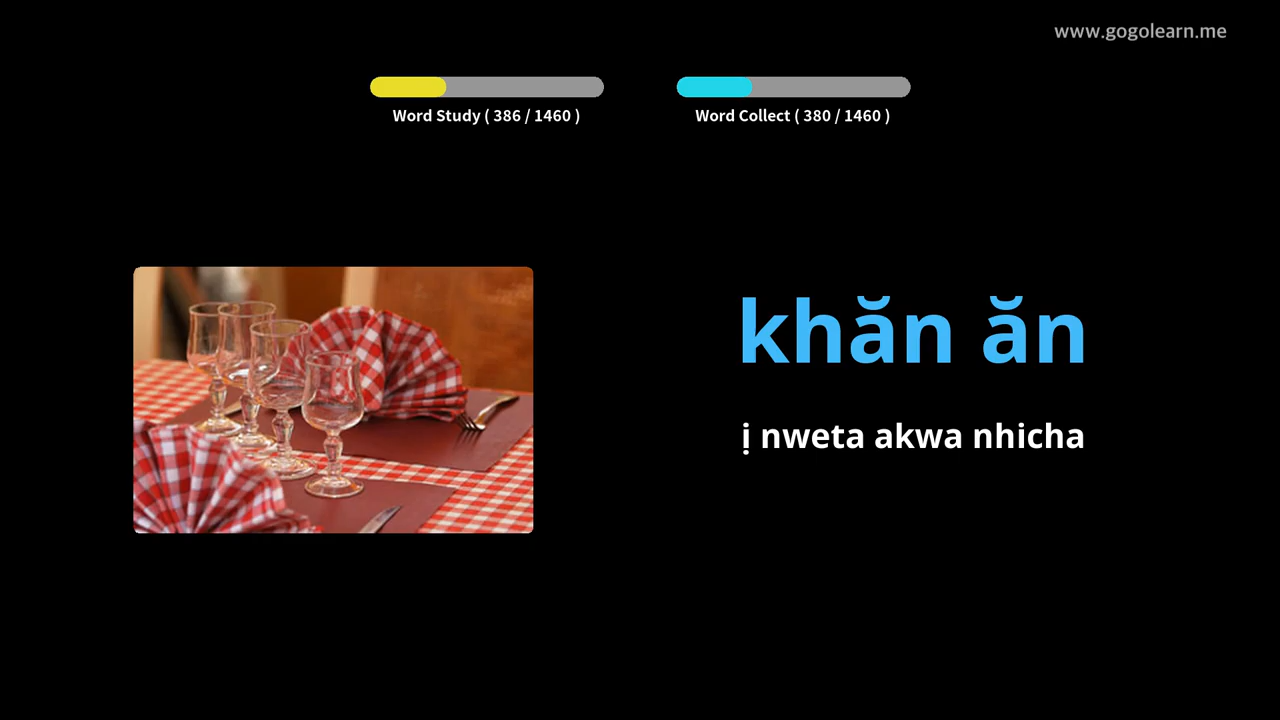 www.gogolearn.me
Word Study ( 386 / 1460 )
Word Collect ( 380 / 1460 )
khăn ăn
ị nweta akwa nhicha